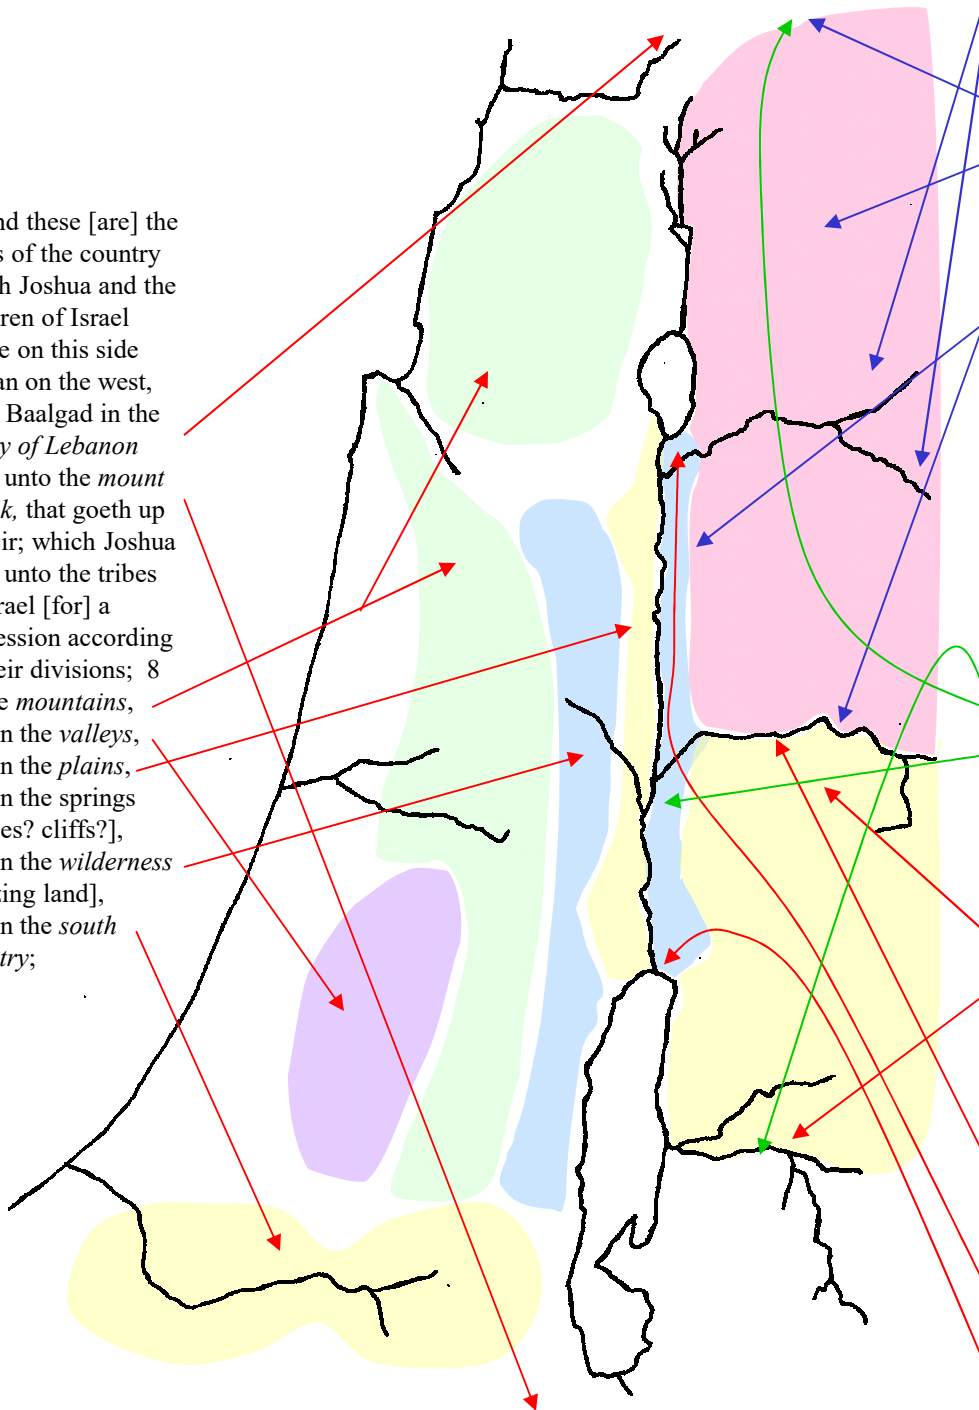 nd these [are] the
s of the country
h Joshua and the
ren of Israel
e on this side
an on the west,
Baalgad in the
y of Lebanon
unto the mount
k, that goeth up
ir; which Joshua
unto the tribes
rael [for] a
ession according
eir divisions;  8
e mountains,
n the valleys,
n the plains,
n the springs
es? cliffs?],
n the wilderness
ing land],
n the south
try;